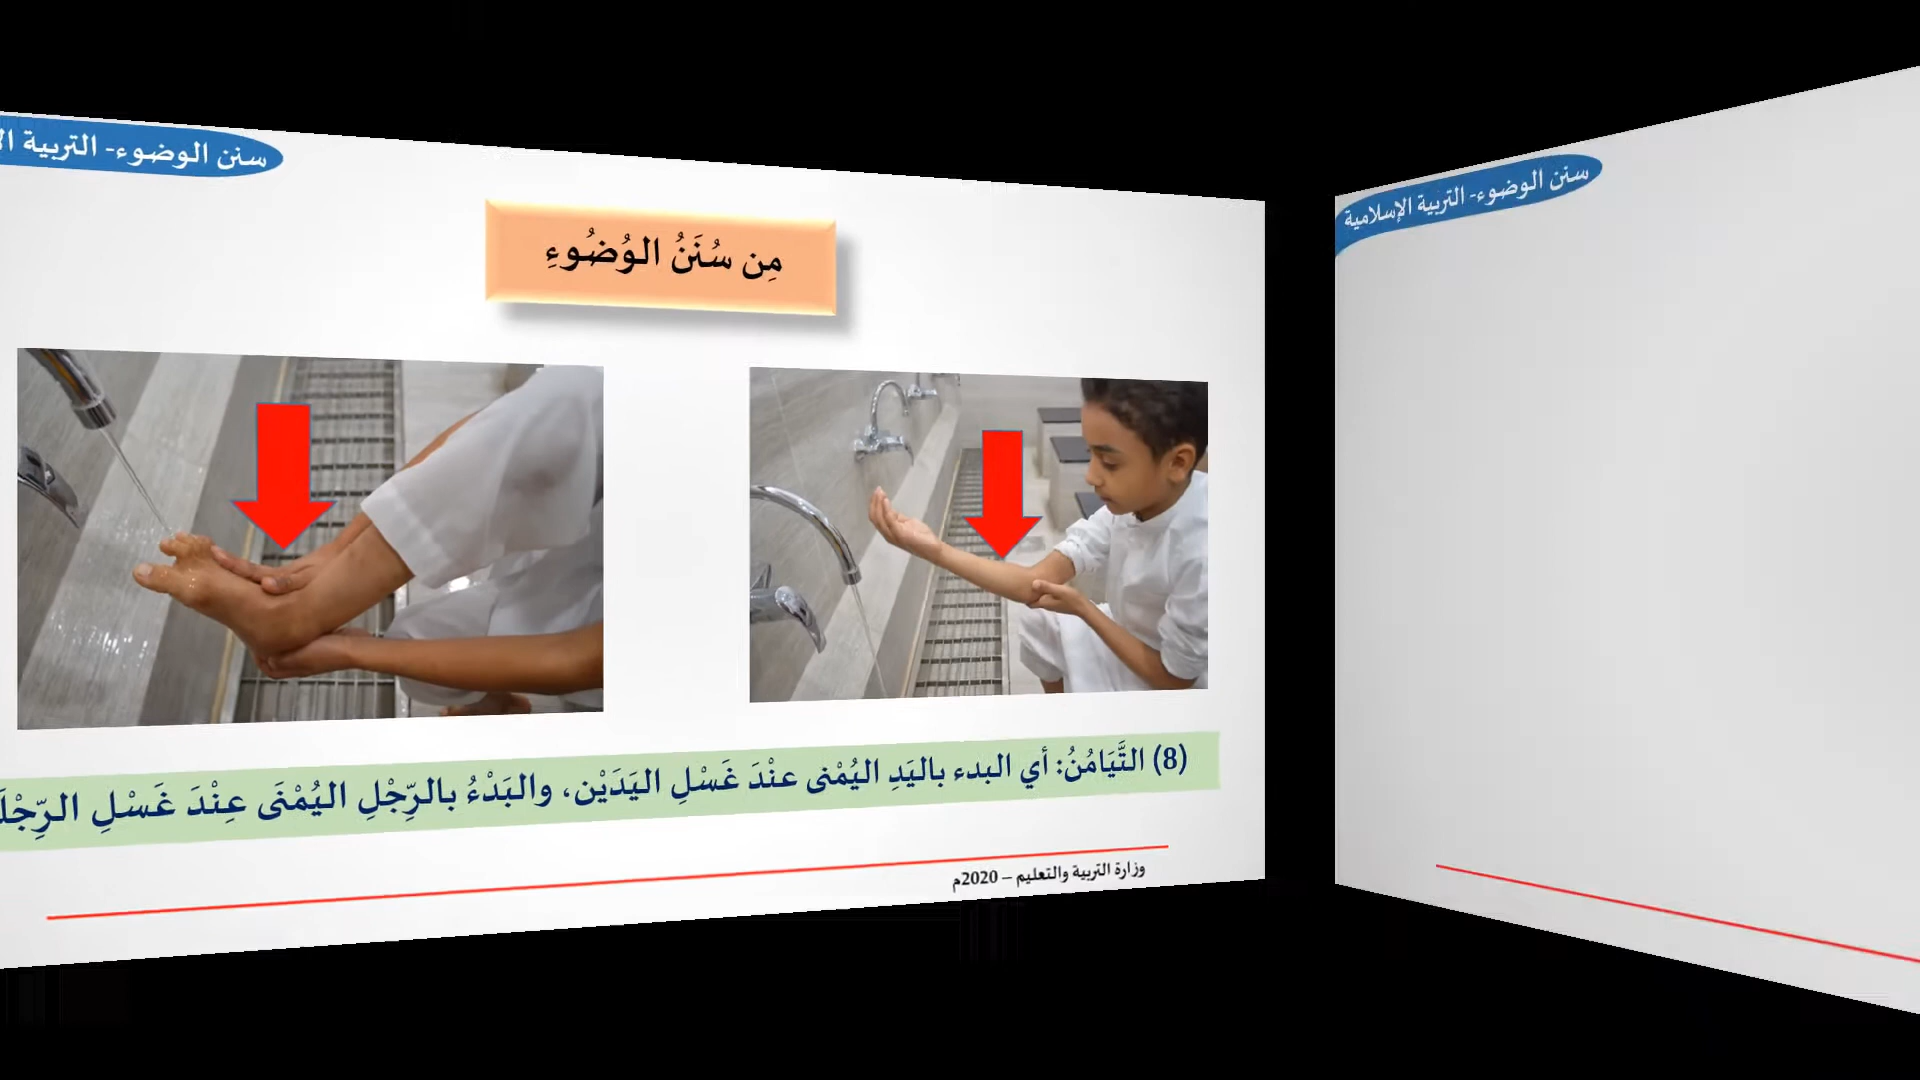 سنن الوضوء- التربية
سنن الوضوء- التربية الإسلامية
مِن سُنَنُ الوُضُوءِ
(8) التَّيَامُنُ: أي البدء باليَدِ اليُمْنى عنْدَ غَسْلِ اليَدَيْن، والبَدْءُ بالرِّجْلِ اليُمْنَى عِنْدَ غَسْلِ
وزارة التربية والتعليم – 2020م